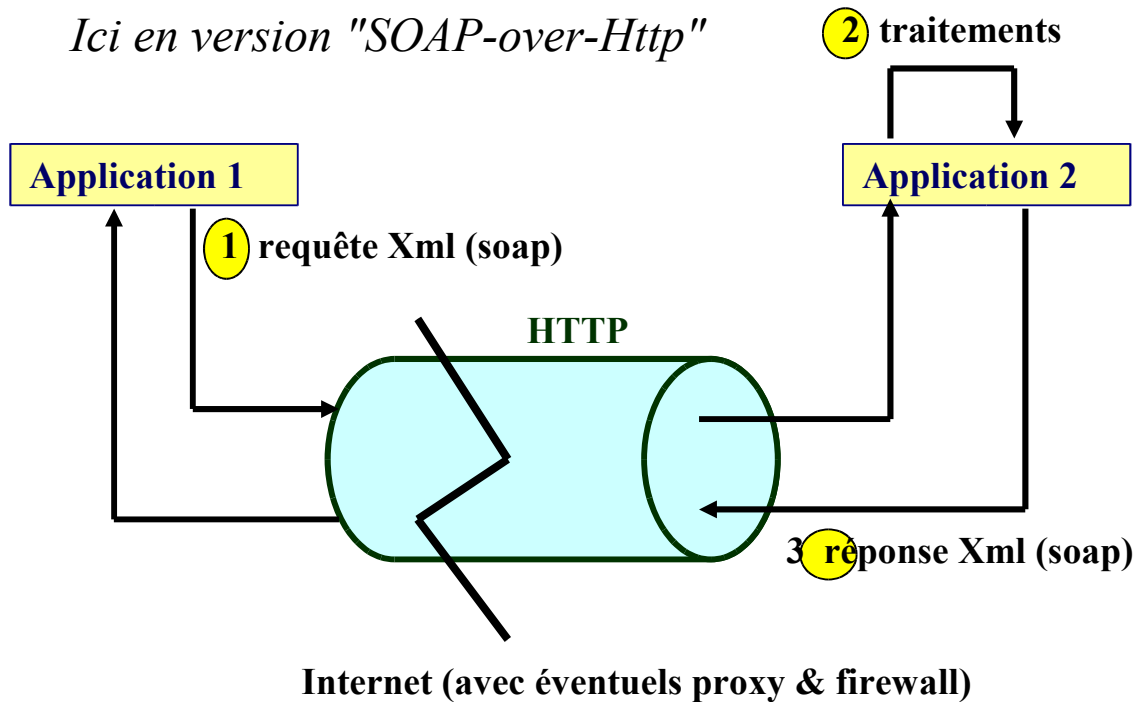 Ici en version "SOAP-over-Http"
2 traitements
Application 1
Application 2
1 requête Xml (soap)
HTTP
3 réponse Xml (soap)
Internet (avec éventuels proxy & firewall)